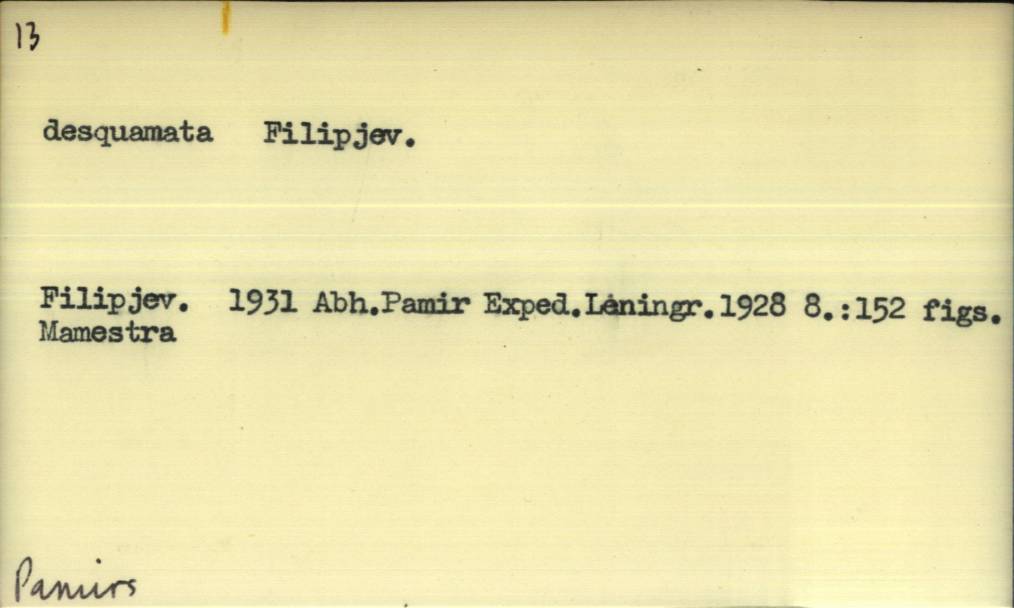 13
desquamata Filipjev.
Filipjev. 1931 Abh.Pamir Exped.Leningr.1928 8.:152 figs.
Mamestra
Pamirs